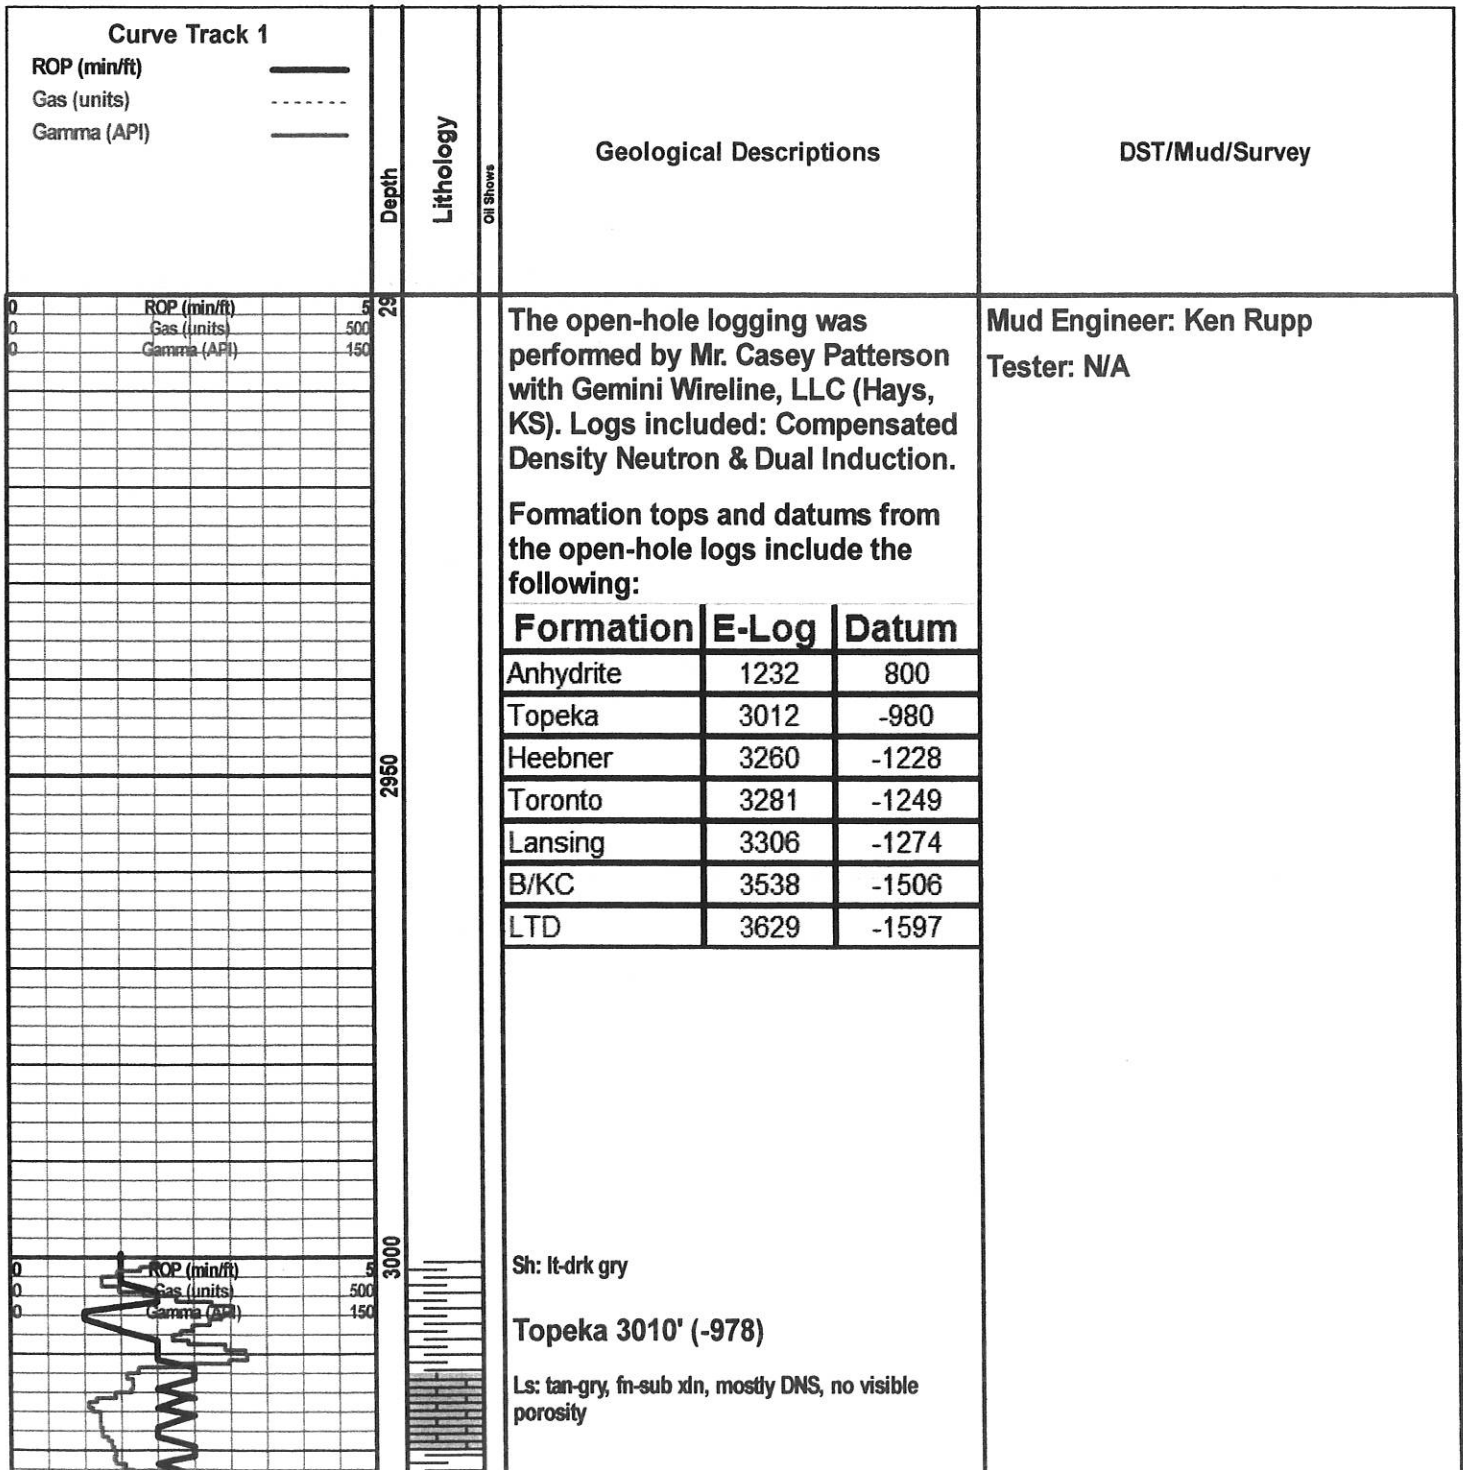 Curve Track 1
ROP (min/ft)
Gas (units)
Gamma (API)
Depth
Lithology
Oil Shows
Geological Descriptions
DST/Mud/Survey
0 ROP (min/ft) 5
0 Gas (units) 500
0 Gamma (API) 150
29
The open-hole logging was
performed by Mr. Casey Patterson
with Gemini Wireline, LLC (Hays,
KS). Logs included: Compensated
Density Neutron & Dual Induction.
Formation tops and datums from
the open-hole logs include the
following:
Formation E-Log Datum
Anhydrite 1232 800
Topeka 3012 -980
Heebner 3260 -1228
Toronto 3281 -1249
Lansing 3306 -1274
B/KC 3538 -1506
LTD 3629 -1597
Mud Engineer: Ken Rupp
Tester: N/A
2950
3000
0 ROP (min/ft) 5
0 Gas (units) 500
0 Gamma (API) 150
Sh: lt-drk gry
Topeka 3010' (-978)
Ls: tan-gry, fn-sub xln, mostly DNS, no visible
porosity